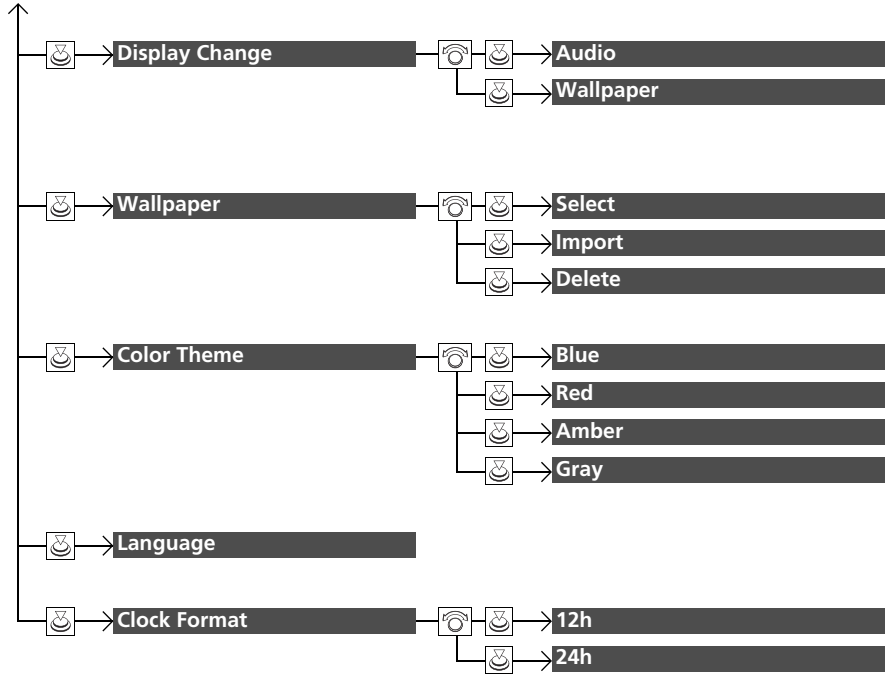 Display Change
Audio
Wallpaper
Wallpaper
Select
Import
Delete
Color Theme
Blue
Red
Amber
Gray
Language
Clock Format
12h
24h